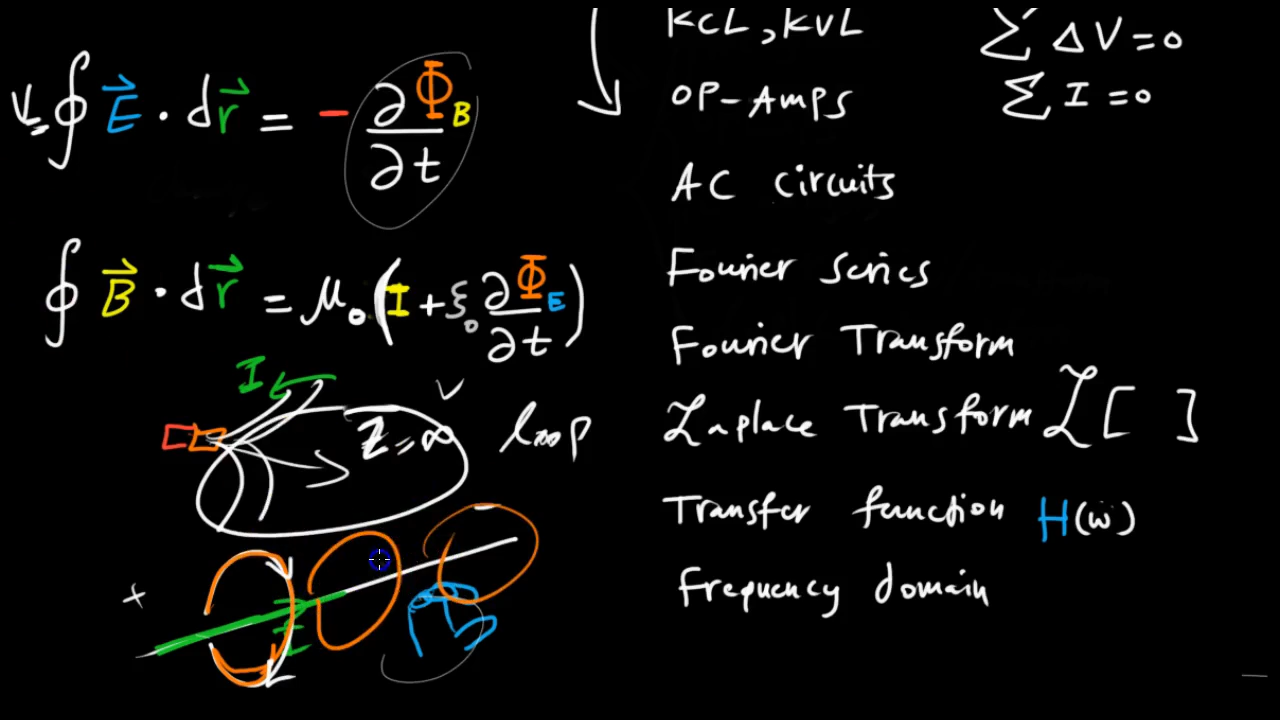 V = ∮ E⃗ · dr⃗ = - ∂Φ_B / ∂t
∮ B⃗ · dr⃗ = μ₀ (I + ξ₀ ∂Φ_E / ∂t)
I
Z = ∞
loop
+
I
KCL, KVL
Σ ΔV = 0
OP-Amps
Σ I = 0
AC circuits
Fourier Series
Fourier Transform
Laplace Transform ℒ[ ]
Transfer function H(ω)
Frequency domain